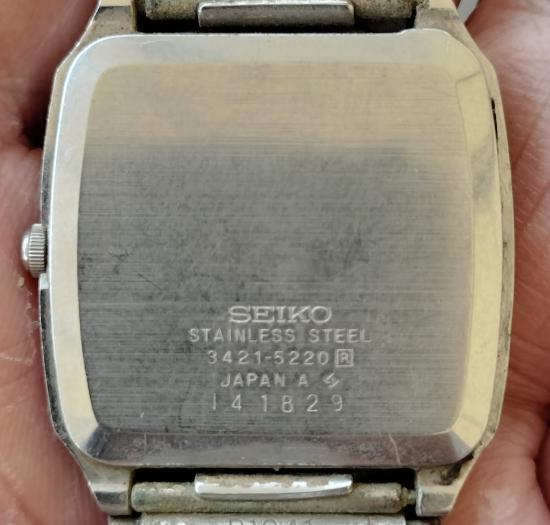 SEIKO
STAINLESS STEEL
3421-5220 R
JAPAN A
141829